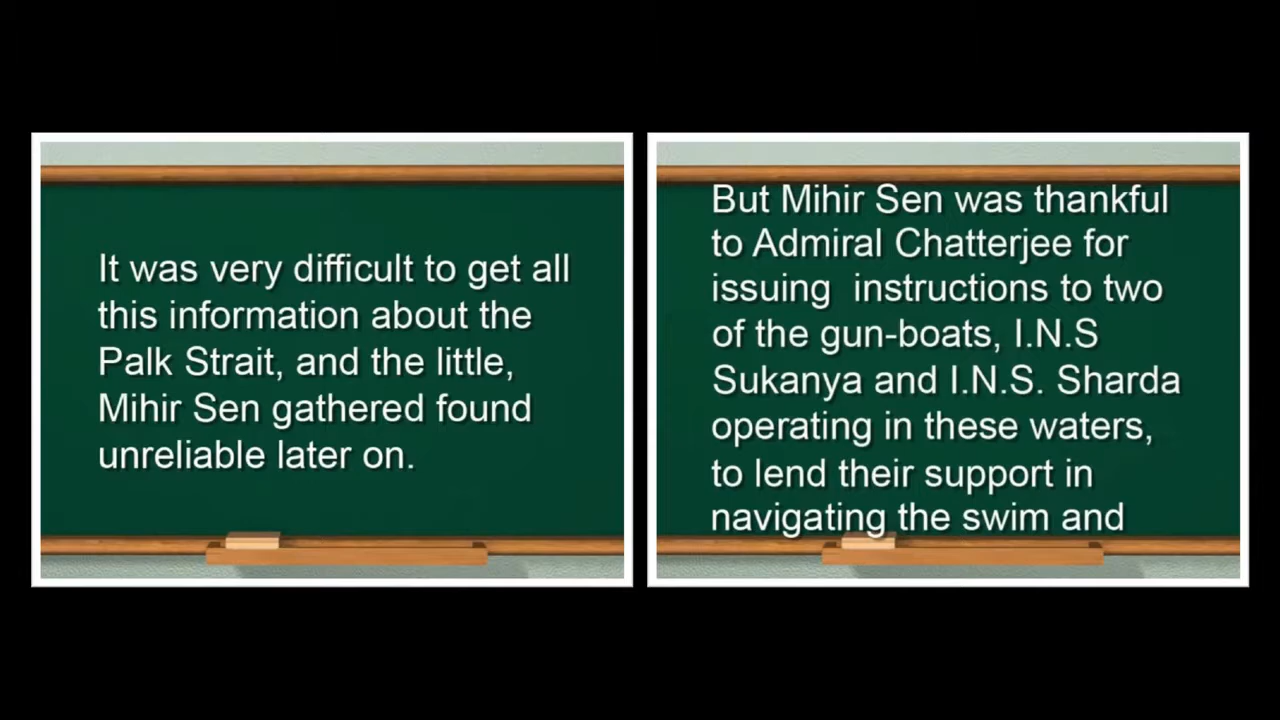 It was very difficult to get all
this information about the
Palk Strait, and the little,
Mihir Sen gathered found
unreliable later on.
But Mihir Sen was thankful
to Admiral Chatterjee for
issuing  instructions to two
of the gun-boats, I.N.S
Sukanya and I.N.S. Sharda
operating in these waters,
to lend their support in
navigating the swim and